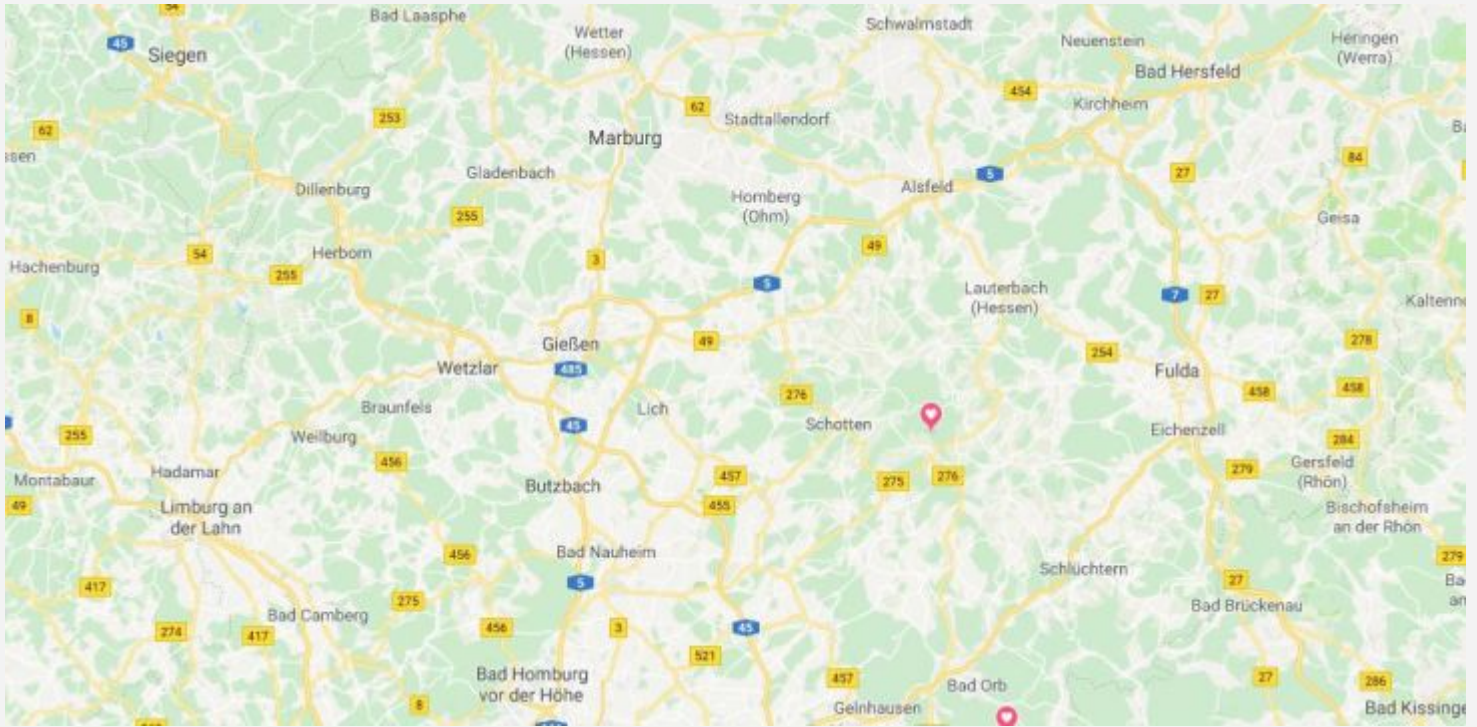 54
Bad Laasphe
Schwalmstadt
45
Siegen
Wetter
(Hessen)
Neuenstein
Heringen
(Werra)
Bad Hersfeld
454
62
Kirchheim
253
Stadtallendorf
62
ssen
Marburg
84
Gladenbach
5
27
Dillenburg
Alsfeld
Homberg
(Ohm)
255
Geisa
49
Herborn
54
3
Hachenburg
255
5
Lauterbach
(Hessen)
7
27
Kaltenn
8
Gießen
49
278
254
Wetzlar
485
Fulda
276
458
458
Braunfels
Lich
Schotten
45
Eichenzell
255
Weilburg
284
456
Hadamar
457
275
276
279
Gersfeld
(Rhön)
Montabaur
Butzbach
49
Limburg an
der Lahn
455
Bischofsheim
an der Rhön
456
Bad Nauheim
279
Schlüchtern
5
417
27
Ba
an
275
Bad Brückenau
Bad Camberg
274
417
456
3
45
521
Bad Homburg
vor der Höhe
457
Bad Orb
27
286
8
Gelnhausen
Bad Kissinge